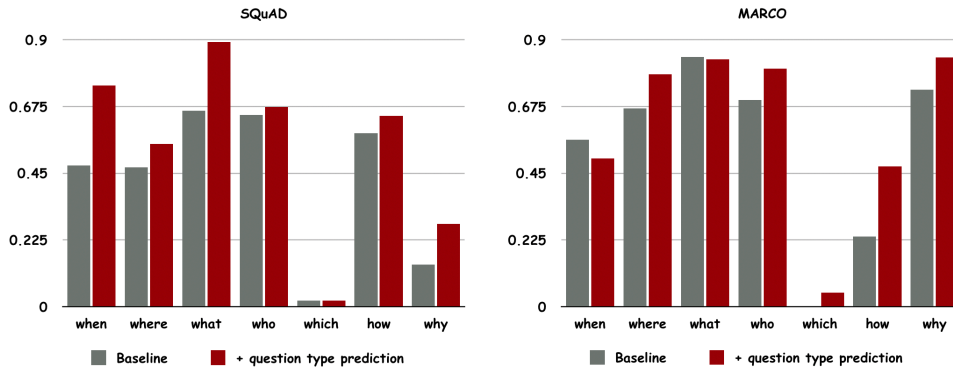 SQuAD
0.9
0.675
0.45
0.225
0
when where what who which how why
Baseline + question type prediction
MARCO
0.9
0.675
0.45
0.225
0
when where what who which how why
Baseline + question type prediction